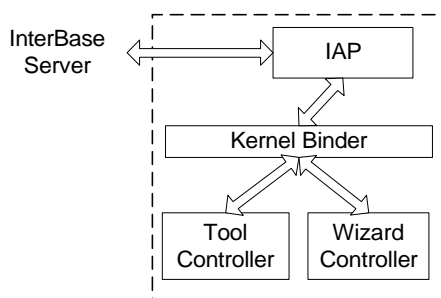 InterBase
Server
IAP
Kernel Binder
Tool
Controller
Wizard
Controller